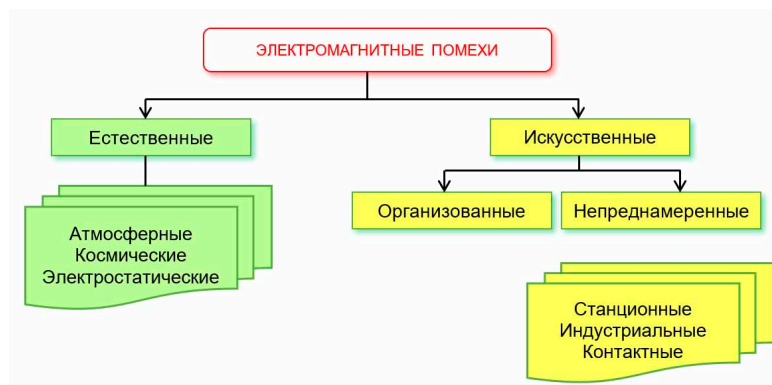 ЭЛЕКТРОМАГНИТНЫЕ ПОМЕХИ
Естественные
Искусственные
Организованные
Непреднамеренные
Атмосферные
Космические
Электростатические
Станционные
Индустриальные
Контактные